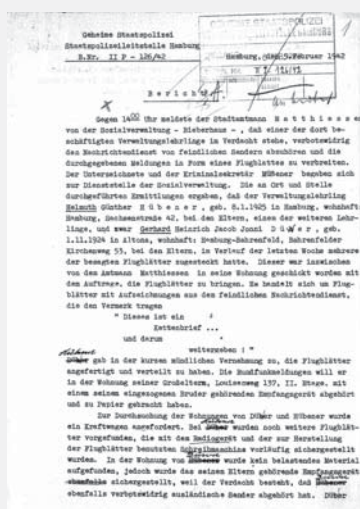 Geheime Staatspolizei
Staatspolizeileitstelle Hamburg
B.Nr. II P - 126/42
Hamburg, den 5. Februar 1942
Bericht
Gegen 14⁰⁰ Uhr meldete der Stadtamtmann Matthiessen
von der Sozialverwaltung - Bieberhaus - , daß einer der dort be-
schäftigten Verwaltungslehrlinge in Verdacht stehe, verbotswidrig
den Nachrichtendienst von feindlichen Sendern abzuhören und die
durchgegebenen Meldungen in Form eines Flugblattes zu verbreiten.
Der Unterzeichnete und der Kriminalsekretär Müßener begaben sich
zur Dienststelle der Sozialverwaltung. Die an Ort und Stelle
durchgeführten Ermittlungen ergaben, daß der Verwaltungslehrling
Helmuth Günther Hübener, geb. 8.1.1925 in Hamburg, wohnhaft:
Hamburg, Sachsenstraße 42, bei den Eltern, einen der weiteren Lehr-
linge, und zwar Gerhard Heinrich Jacob Jonni Düwer, geb.
1.11.1924 in Altona, wohnhaft: Hamburg-Bahrenfeld, Bahrenfelder
Kirchenweg 53, bei den Eltern, im Verlauf der letzten Woche mehrere
der besagten Flugblätter zugesteckt hatte. Dieser war inzwischen
von dem Amtmann Matthiessen in seine Wohnung geschickt worden mit
dem Auftrage, die Flugblätter zu bringen. Es handelt sich um Flug-
blätter mit Aufzeichnungen aus dem feindlichen Nachrichtendienst,
die den Vermerk tragen
" Dieses ist ein
Kettenbrief ...
und darum
weitergeben ! "
gab in der kurzen mündlichen Vernehmung zu, die Flugblätter
angefertigt und verteilt zu haben. Die Rundfunkmeldungen will er
in der Wohnung seiner Großeltern, Louisenweg 137, II. Etage, mit
einem seinem eingezogenen Bruder gehörenden Empfangsgerät abgehört
und zu Papier gebracht haben.
Zur Durchsuchung der Wohnungen von Düwer und Hübener wurde
ein Kraftwagen angefordert. Bei wurden noch weitere Flugblät-
ter vorgefunden, die mit dem Radiogerät und der zur Herstellung
der Flugblätter benutzten Schreibmaschine vorläufig sichergestellt
wurden. In der Wohnung von wurde kein belastendes Material
aufgefunden, jedoch wurde das seinen Eltern gehörende Empfangsgerät
ebenfalls sichergestellt, weil der Verdacht besteht, daß
ebenfalls verbotswidrig ausländische Sender abgehört hat. Düwer